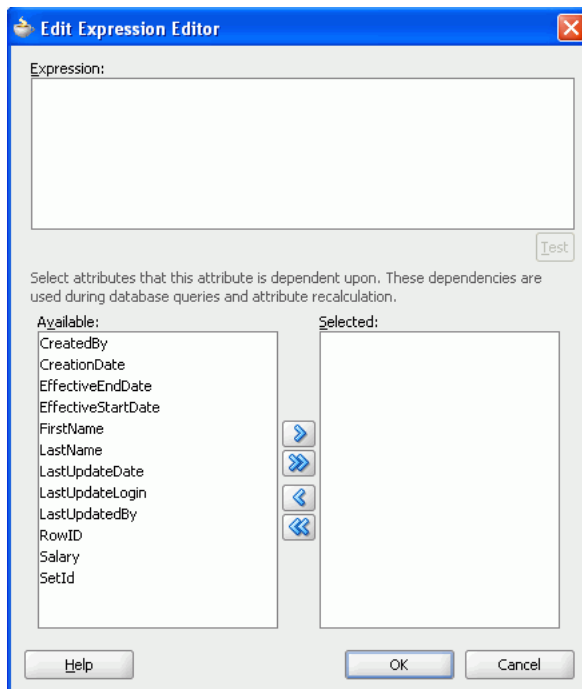 Edit Expression Editor
Expression:
Test
Select attributes that this attribute is dependent upon. These dependencies are
used during database queries and attribute recalculation.
Available:
CreatedBy
CreationDate
EffectiveEndDate
EffectiveStartDate
FirstName
LastName
LastUpdateDate
LastUpdateLogin
LastUpdatedBy
RowID
Salary
SetId
Selected:
Help
OK
Cancel